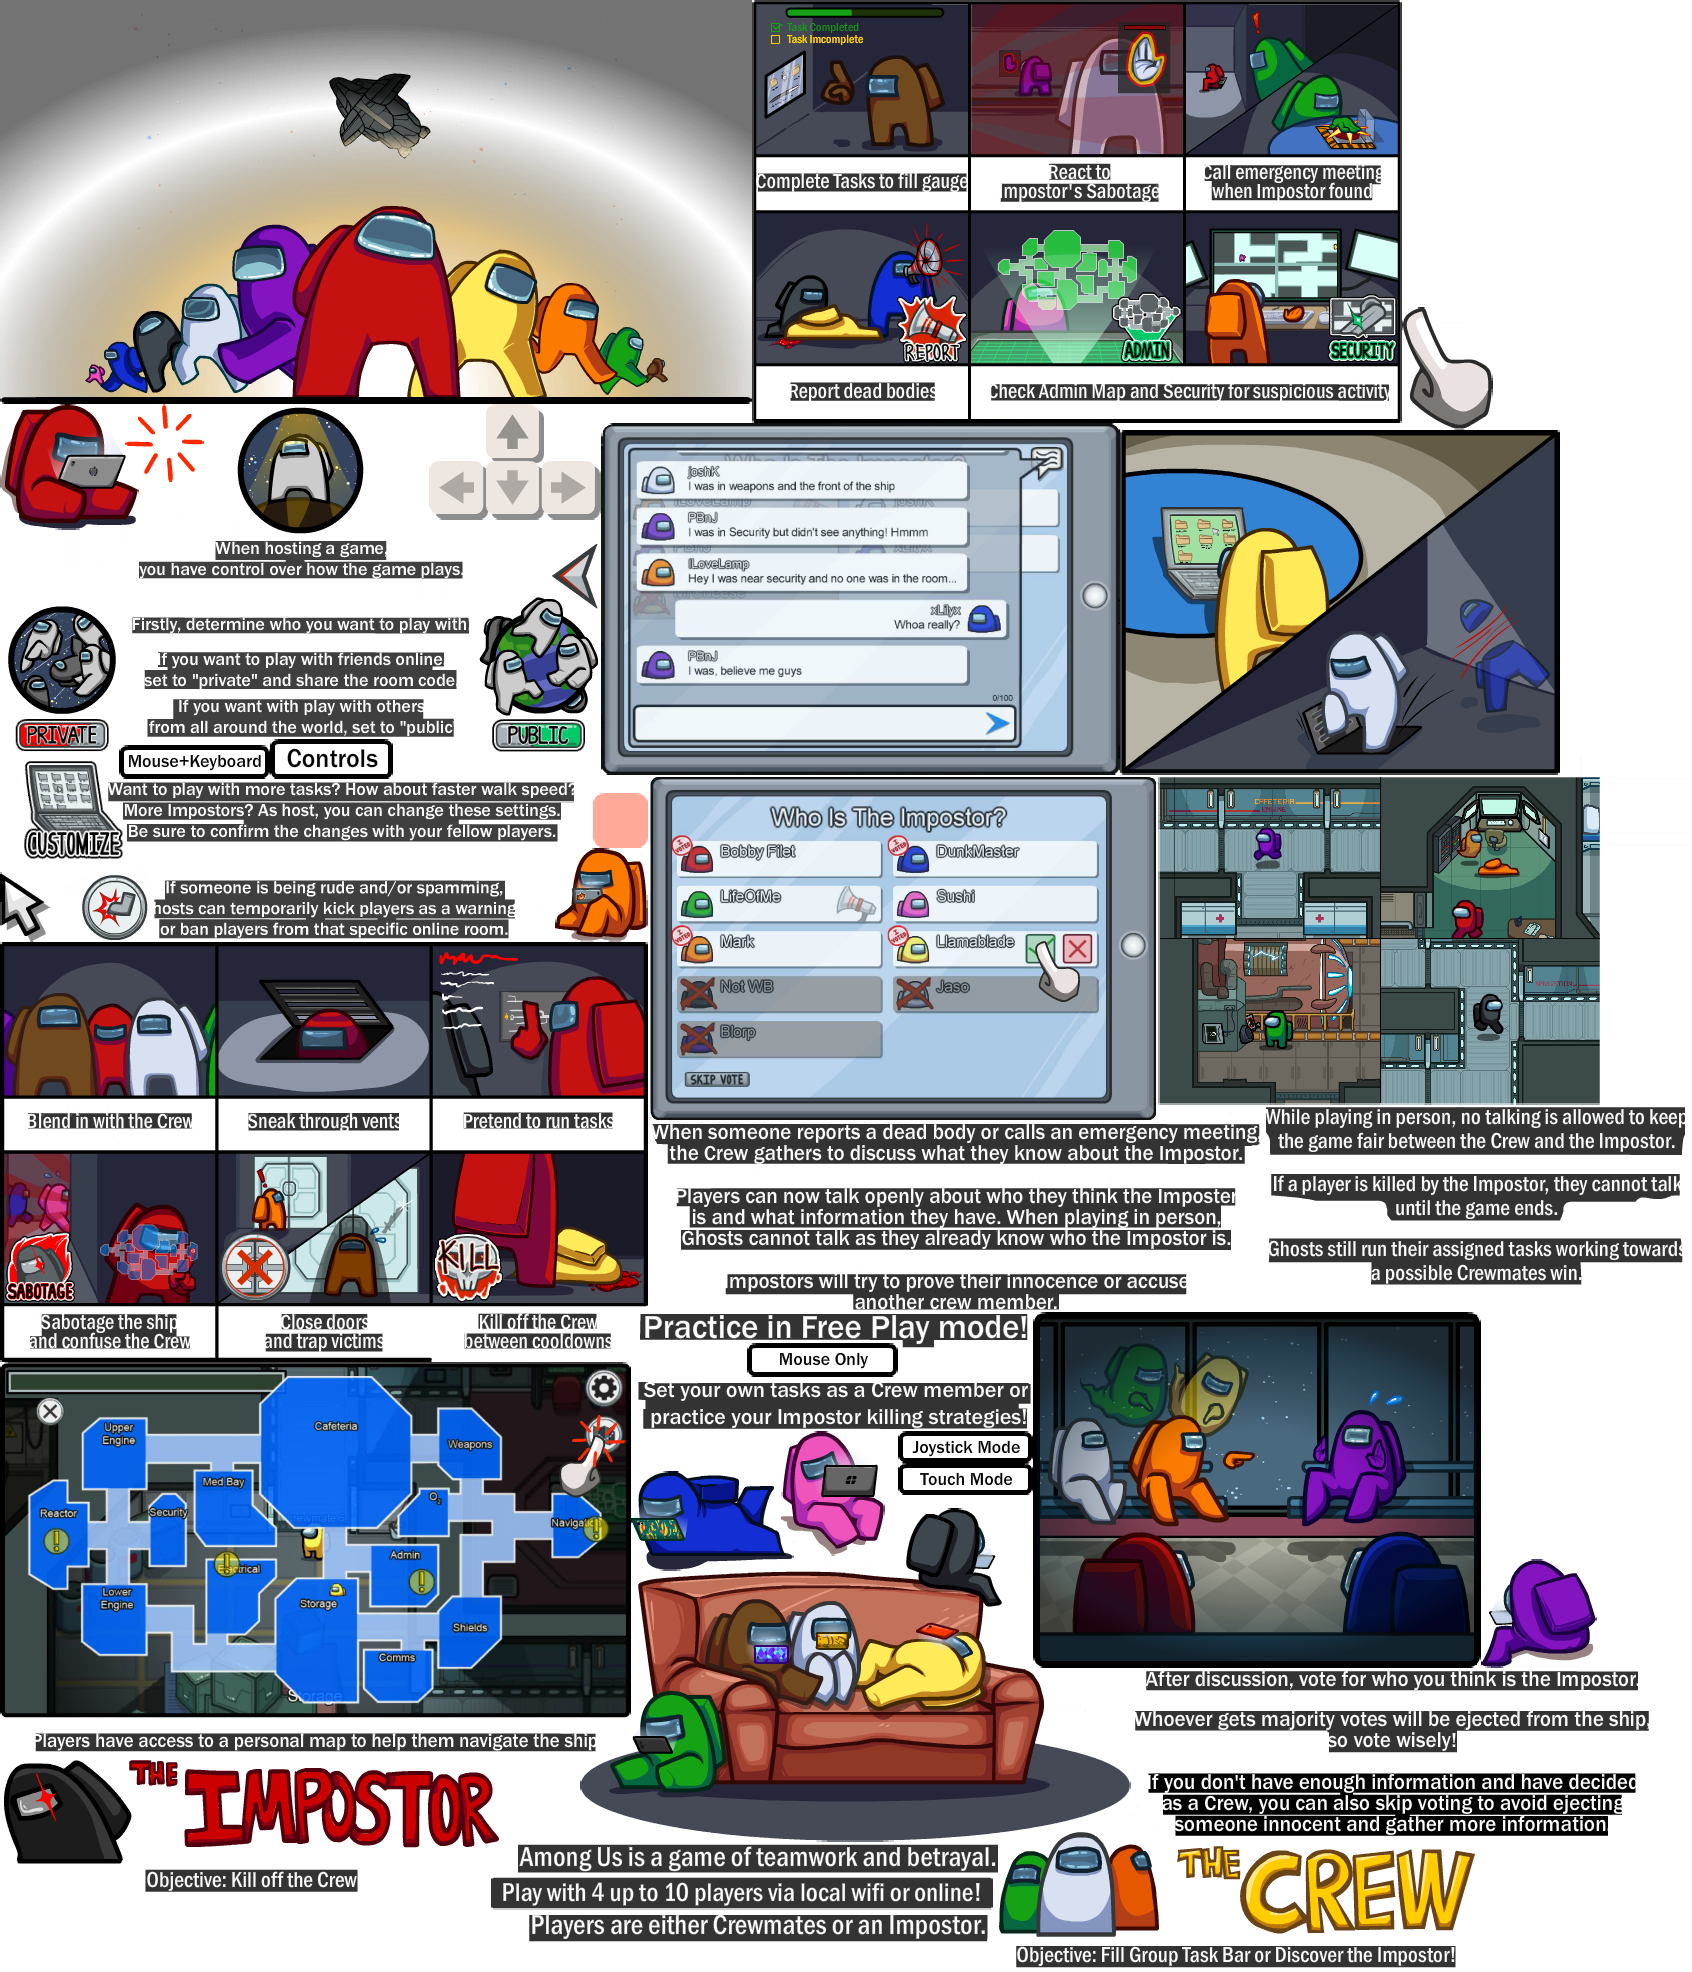 Task Completed
Task Imcomplete
Complete Tasks to fill gauge
React to
mpostor's Sabotage
Call emergency meeting
when Impostor found
REPORT
ADMIN
SECURITY
Report dead bodies
Check Admin Map and Security for suspicious activity
When hosting a game,
you have control over how the game plays.
Firstly, determine who you want to play with
If you want to play with friends online
set to "private" and share the room code
If you want with play with others
from all around the world, set to "public
PRIVATE
PUBLIC
Mouse+Keyboard
Controls
Want to play with more tasks? How about faster walk speed?
More Impostors? As host, you can change these settings.
Be sure to confirm the changes with your fellow players.
CUSTOMIZE
If someone is being rude and/or spamming,
hosts can temporarily kick players as a warning
or ban players from that specific online room.
Who Is The Impostor?
joshK
I was in weapons and the front of the ship
PBnJ
I was in Security but didn't see anything! Hmmm
ILoveLamp
Hey I was near security and no one was in the room...
xLilyx
Whoa really?
PBnJ
I was, believe me guys
0/100
Who Is The Impostor?
Bobby Filet
DunkMaster
LifeOfMe
Sushi
Mark
Llamablade
Not WB
Jaso
Blorp
SKIP VOTE
CAFETERIA
NAVIGATION
Blend in with the Crew
Sneak through vents
Pretend to run tasks
SABOTAGE
KILL
Sabotage the ship
and confuse the Crew
Close doors
and trap victims
Kill off the Crew
between cooldowns
When someone reports a dead body or calls an emergency meeting
the Crew gathers to discuss what they know about the Impostor.
Players can now talk openly about who they think the Imposter
is and what information they have. When playing in person,
Ghosts cannot talk as they already know who the Impostor is.
mpostors will try to prove their innocence or accuse
another crew member.
While playing in person, no talking is allowed to keep
the game fair between the Crew and the Impostor.
If a player is killed by the Impostor, they cannot talk
until the game ends.
Ghosts still run their assigned tasks working towards
a possible Crewmates win.
Practice in Free Play mode!
Mouse Only
Set your own tasks as a Crew member or
practice your Impostor killing strategies!
Joystick Mode
Touch Mode
Upper
Engine
Cafeteria
Weapons
Med Bay
Reactor
Security
O2
Navigatio
Electrical
Admin
Lower
Engine
Storage
Shields
Comms
Storage
Players have access to a personal map to help them navigate the ship
THE IMPOSTOR
Objective: Kill off the Crew
After discussion, vote for who you think is the Impostor.
Whoever gets majority votes will be ejected from the ship,
so vote wisely!
If you don't have enough information and have decided
as a Crew, you can also skip voting to avoid ejecting
someone innocent and gather more information
Among Us is a game of teamwork and betrayal.
Play with 4 up to 10 players via local wifi or online!
Players are either Crewmates or an Impostor.
THE CREW
Objective: Fill Group Task Bar or Discover the Impostor!